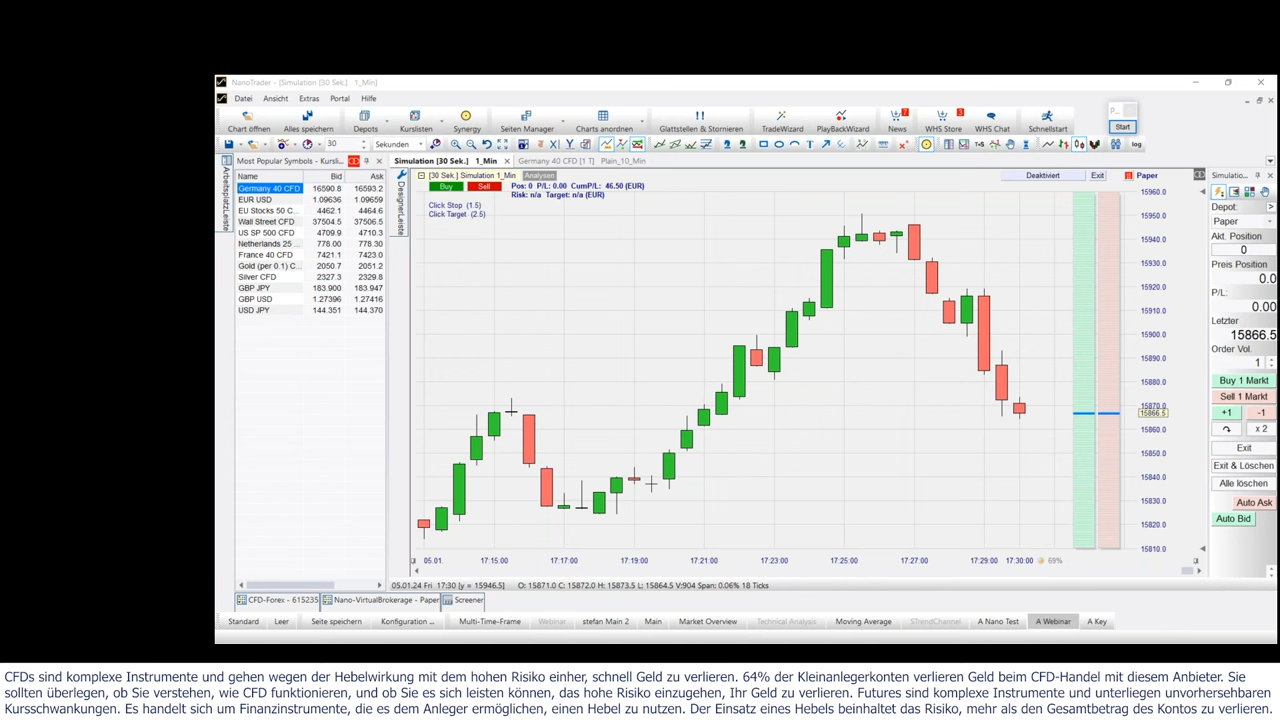 NanoTrader - [Simulation [30 Sek.] 1_Min]
Datei Ansicht Extras Portal Hilfe
Chart öffnen Alles speichern Depots Kurslisten Synergy Seiten Manager Charts anordnen Glattstellen & Stornieren TradeWizard PlayBackWizard News 7 WHS Store 3 WHS Chat Schnellstart
P...
Start
30 Sekunden log
Most Popular Symbols - Kursli...
Simulation [30 Sek.] 1_Min Germany 40 CFD [1 T] Plain_10_Min
ArbeitsplatzLeiste
DesignerLeiste
Name Bid Ask
Germany 40 CFD 16590.8 16593.2
EUR USD 1.09636 1.09659
EU Stocks 50 C... 4462.1 4464.6
Wall Street CFD 37504.5 37506.5
US SP 500 CFD 4709.9 4710.3
Netherlands 25 ... 778.00 778.30
France 40 CFD 7421.1 7423.0
Gold (per 0.1) C... 2050.7 2051.2
Silver CFD 2327.3 2329.8
GBP JPY 183.900 183.947
GBP USD 1.27396 1.27416
USD JPY 144.351 144.370
[30 Sek.] Simulation 1_Min Analysen
Deaktiviert Exit Paper
Buy Sell Pos: 0 P/L: 0.00 CumP/L: 46.50 (EUR)
Risk: n/a Target: n/a (EUR)
Click Stop (1.5)
Click Target (2.5)
15960.0
15950.0
15940.0
15930.0
15920.0
15910.0
15900.0
15890.0
15880.0
15870.0
15866.5
15860.0
15850.0
15840.0
15830.0
15820.0
15810.0
05.01. 17:15:00 17:17:00 17:19:00 17:21:00 17:23:00 17:25:00 17:27:00 17:29:00 17:30:00 69%
05.01.24 Fri 17:30 [y = 15946.5] O: 15871.0 C: 15872.0 H: 15873.5 L: 15864.5 V:904 Span: 0.06% 18 Ticks
Simulatio...
Depot: >
Paper
Akt. Position
0
Preis Position
0.0
P/L:
0.00
Letzter
15866.5
Order Vol.
1
Buy 1 Markt
Sell 1 Markt
+1 -1
x 2
Exit
Exit & Löschen
Alle löschen
Auto Ask
Auto Bid
CFD-Forex - 615235 Nano-VirtualBrokerage - Paper Screener
Standard Leer Seite speichern Konfiguration ... Multi-Time-Frame Webinar stefan Main 2 Main Market Overview Technical Analysis Moving Average STrendChannel A Nano Test A Webinar A Key
CFDs sind komplexe Instrumente und gehen wegen der Hebelwirkung mit dem hohen Risiko einher, schnell Geld zu verlieren. 64% der Kleinanlegerkonten verlieren Geld beim CFD-Handel mit diesem Anbieter. Sie
sollten überlegen, ob Sie verstehen, wie CFD funktionieren, und ob Sie es sich leisten können, das hohe Risiko einzugehen, Ihr Geld zu verlieren. Futures sind komplexe Instrumente und unterliegen unvorhersehbaren
Kursschwankungen. Es handelt sich um Finanzinstrumente, die es dem Anleger ermöglichen, einen Hebel zu nutzen. Der Einsatz eines Hebels beinhaltet das Risiko, mehr als den Gesamtbetrag des Kontos zu verlieren.